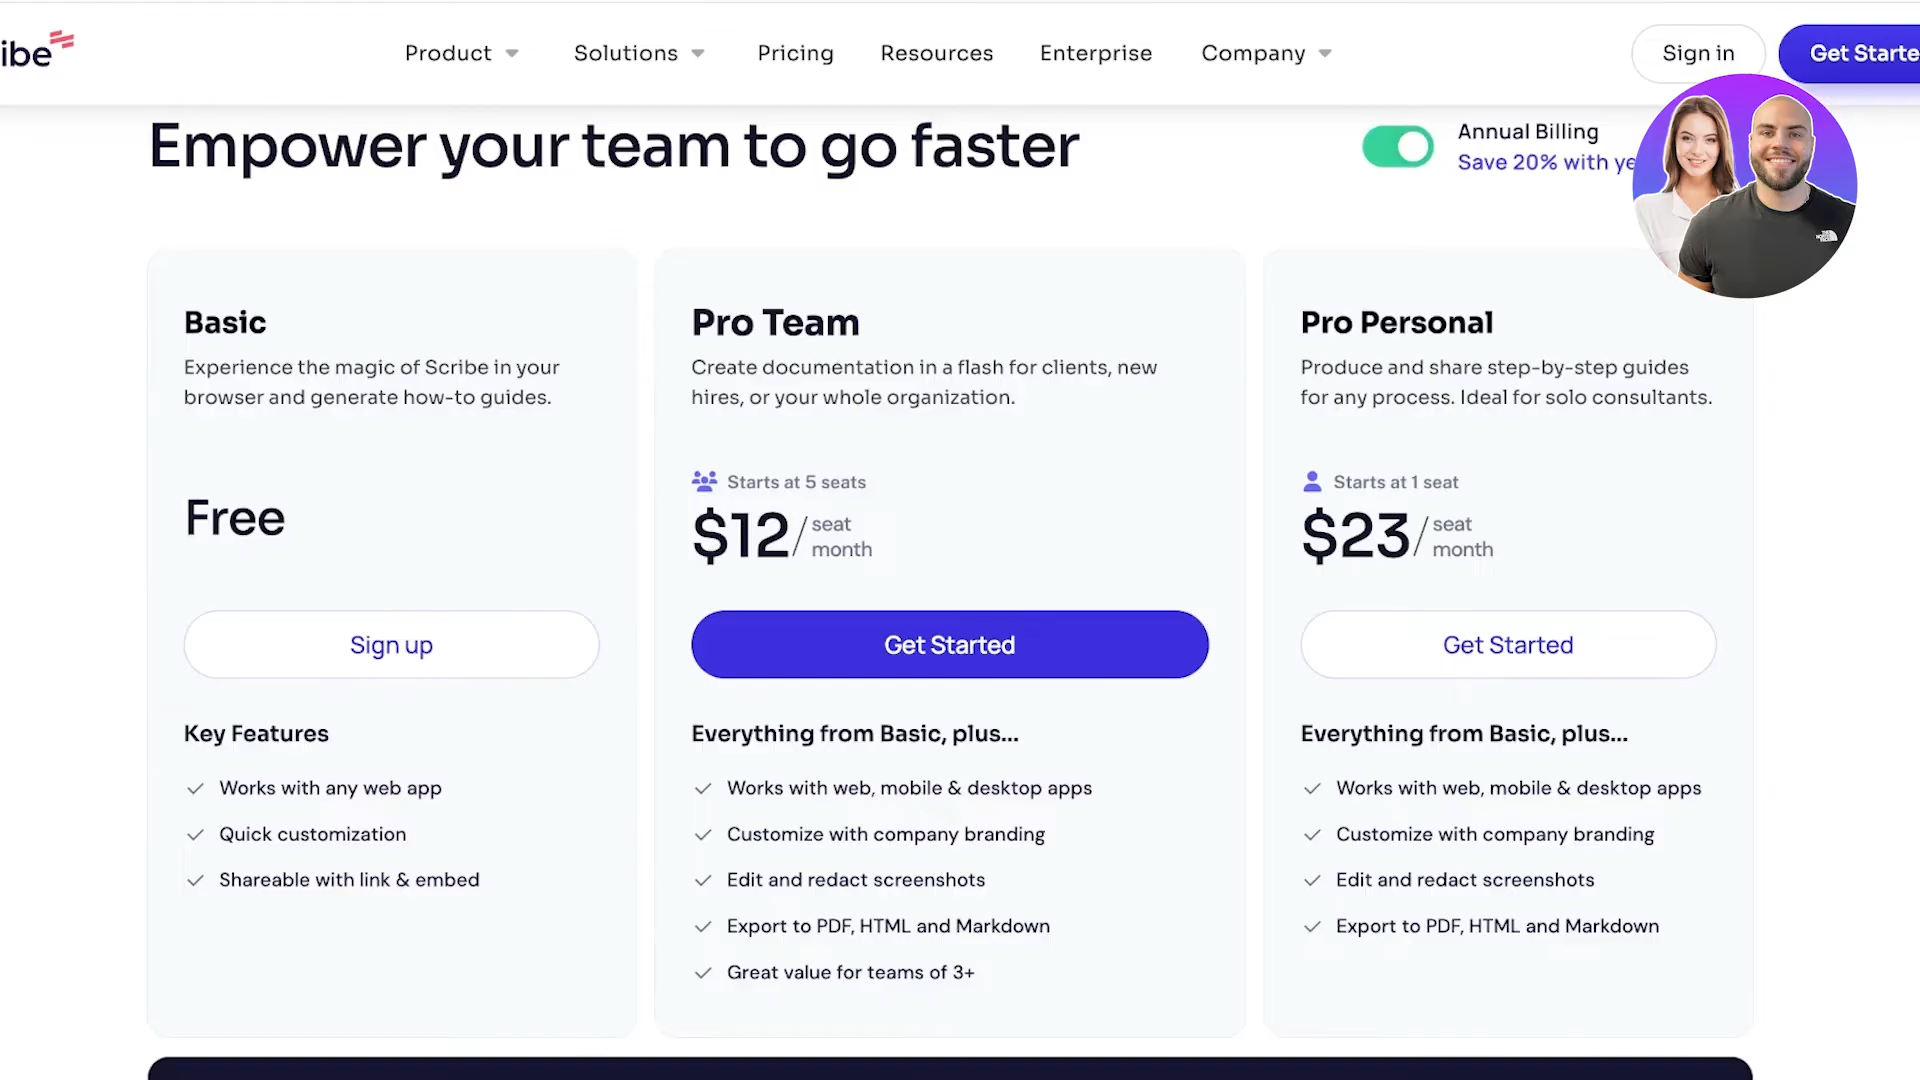 ibe
Product
Solutions
Pricing
Resources
Enterprise
Company
Sign in
Get Starte
Empower your team to go faster
Annual Billing
Save 20% with ye
Basic
Experience the magic of Scribe in your
browser and generate how-to guides.
Free
Sign up
Key Features
Works with any web app
Quick customization
Shareable with link & embed
Pro Team
Create documentation in a flash for clients, new
hires, or your whole organization.
Starts at 5 seats
$12/ seat
month
Get Started
Everything from Basic, plus...
Works with web, mobile & desktop apps
Customize with company branding
Edit and redact screenshots
Export to PDF, HTML and Markdown
Great value for teams of 3+
Pro Personal
Produce and share step-by-step guides
for any process. Ideal for solo consultants.
Starts at 1 seat
$23/ seat
month
Get Started
Everything from Basic, plus...
Works with web, mobile & desktop apps
Customize with company branding
Edit and redact screenshots
Export to PDF, HTML and Markdown